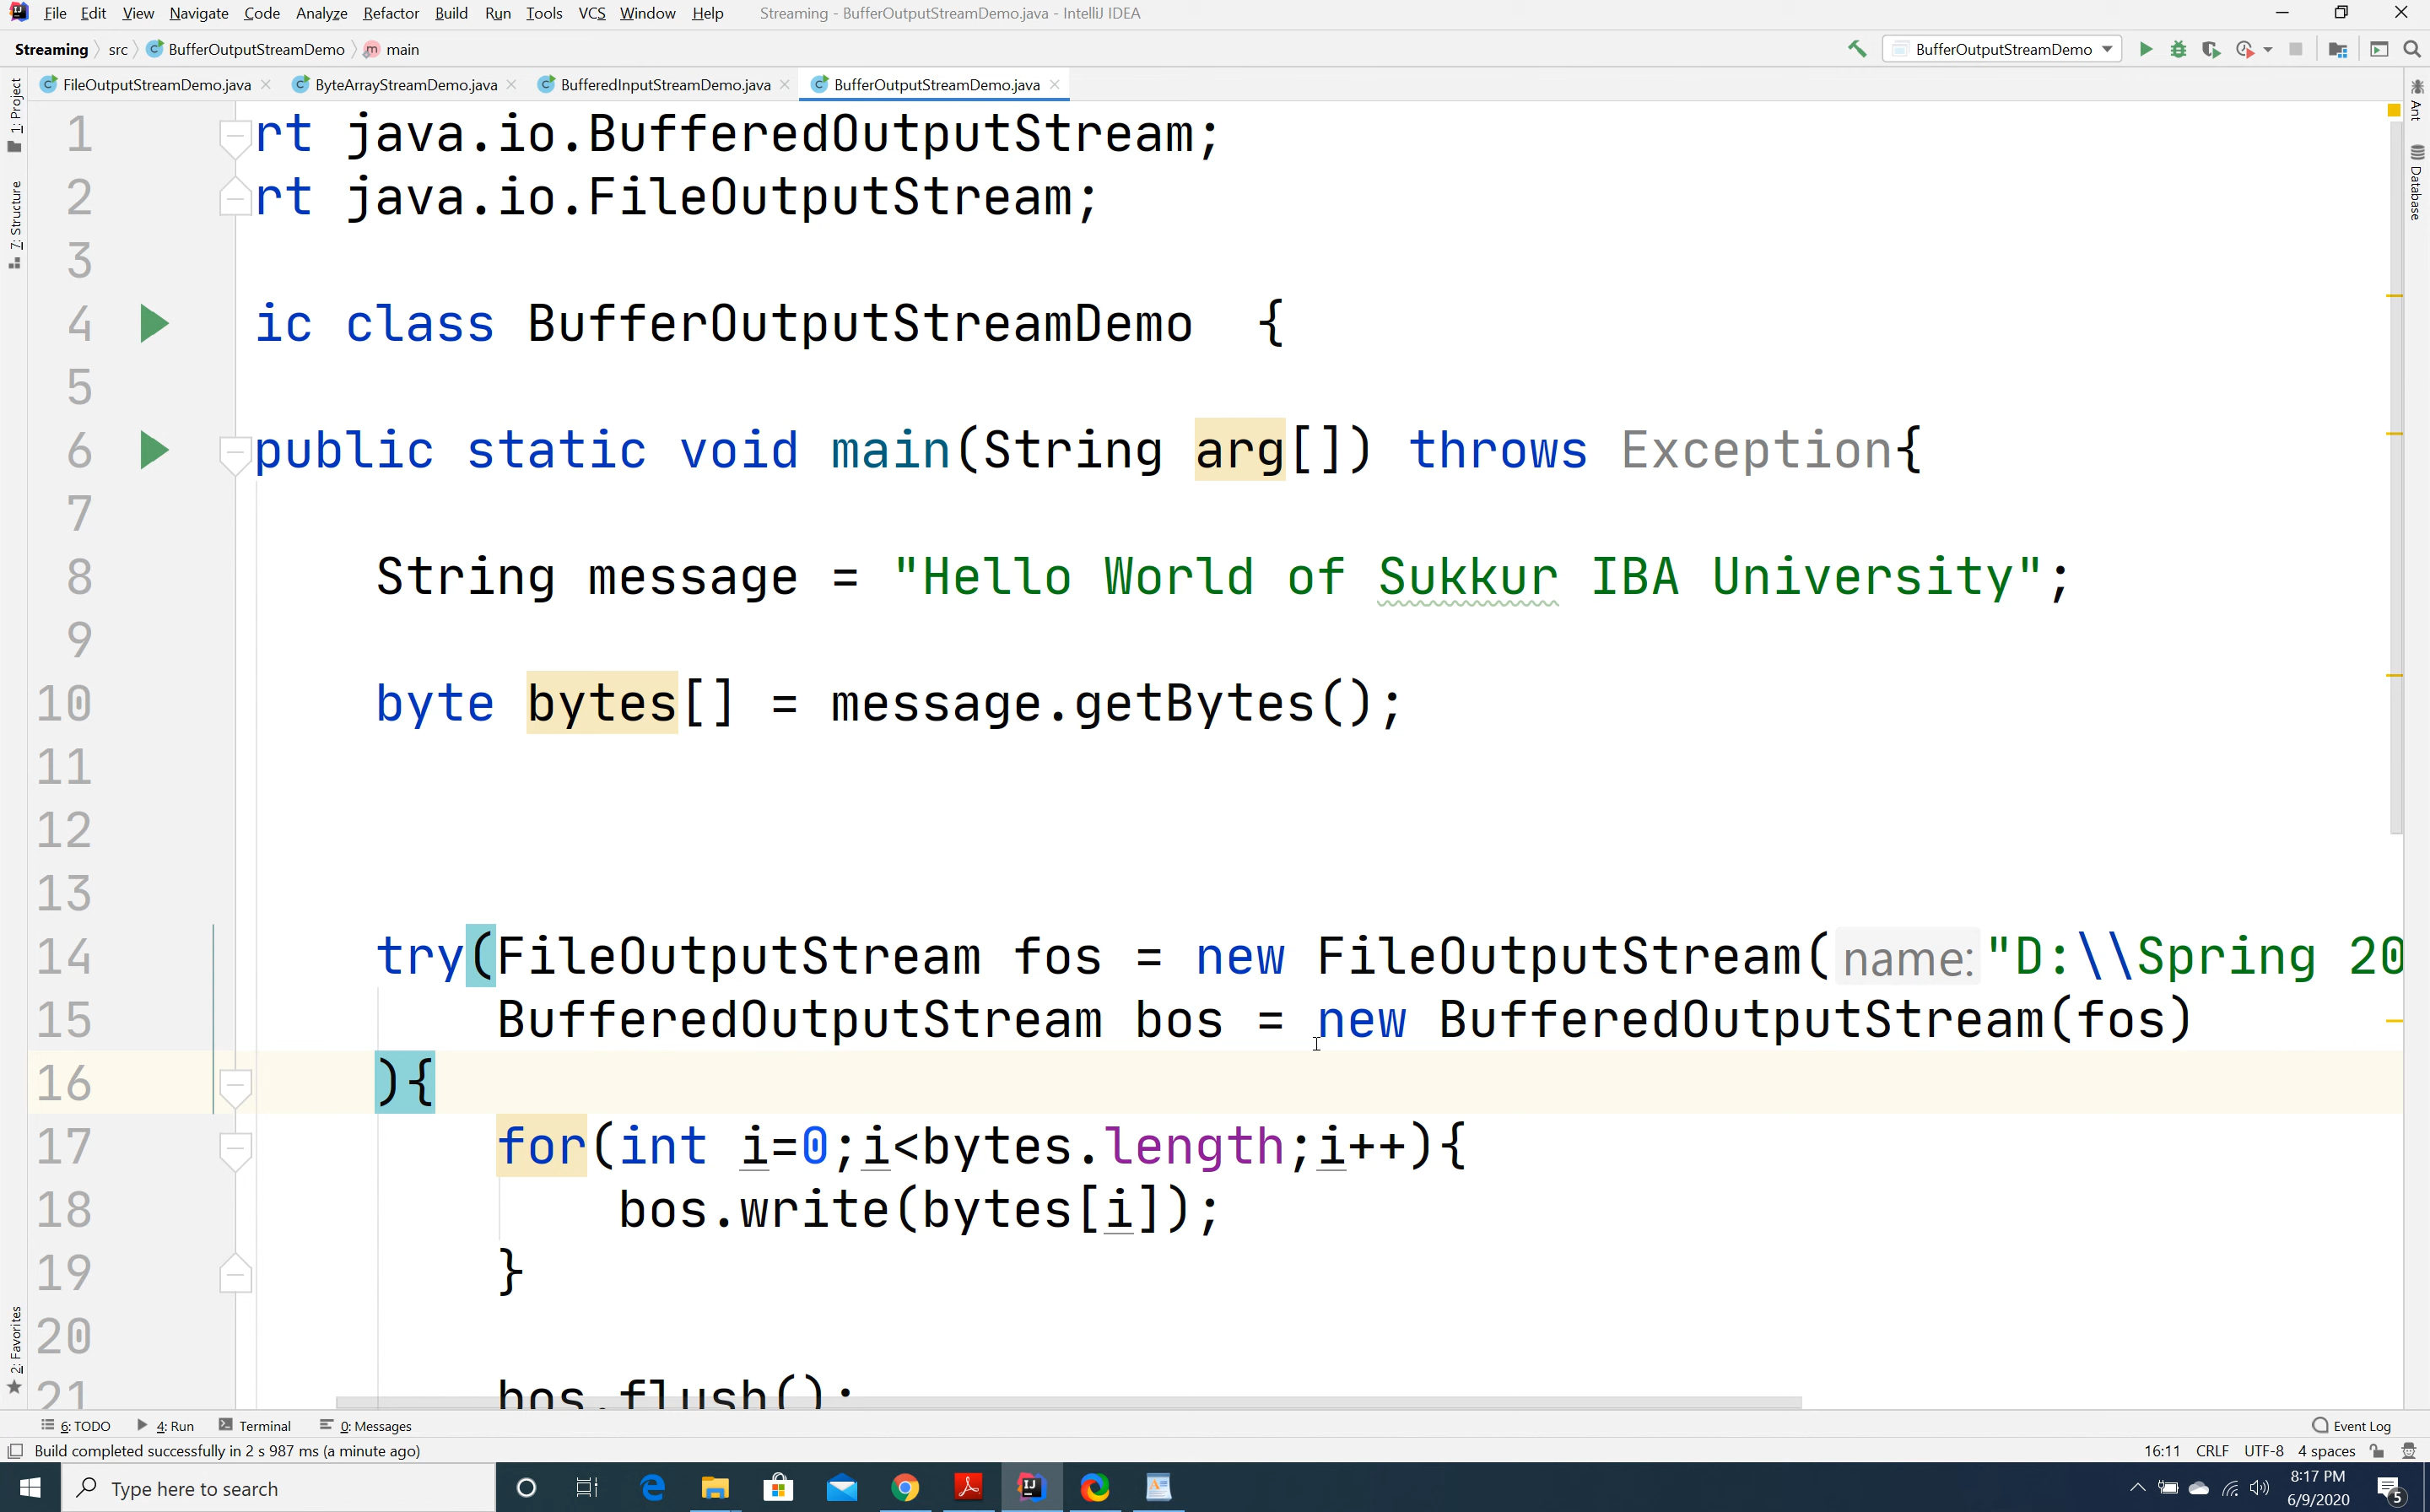 File Edit View Navigate Code Analyze Refactor Build Run Tools VCS Window Help Streaming - BufferOutputStreamDemo.java - IntelliJ IDEA
Streaming src BufferOutputStreamDemo main BufferOutputStreamDemo
FileOutputStreamDemo.java ByteArrayStreamDemo.java BufferedInputStreamDemo.java BufferOutputStreamDemo.java
1: Project
7: Structure
2: Favorites
Ant
Database
1 rt java.io.BufferedOutputStream;
2 rt java.io.FileOutputStream;
3
4 ic class BufferOutputStreamDemo {
5
6 public static void main(String arg[]) throws Exception{
7
8 String message = "Hello World of Sukkur IBA University";
9
10 byte bytes[] = message.getBytes();
11
12
13
14 try(FileOutputStream fos = new FileOutputStream( name: "D:\\Spring 20
15 BufferedOutputStream bos = new BufferedOutputStream(fos)
16 ){
17 for(int i=0;i<bytes.length;i++){
18 bos.write(bytes[i]);
19 }
20
21 bos.flush();
6: TODO 4: Run Terminal 0: Messages Event Log
Build completed successfully in 2 s 987 ms (a minute ago) 16:11 CRLF UTF-8 4 spaces
Type here to search
8:17 PM
6/9/2020
5